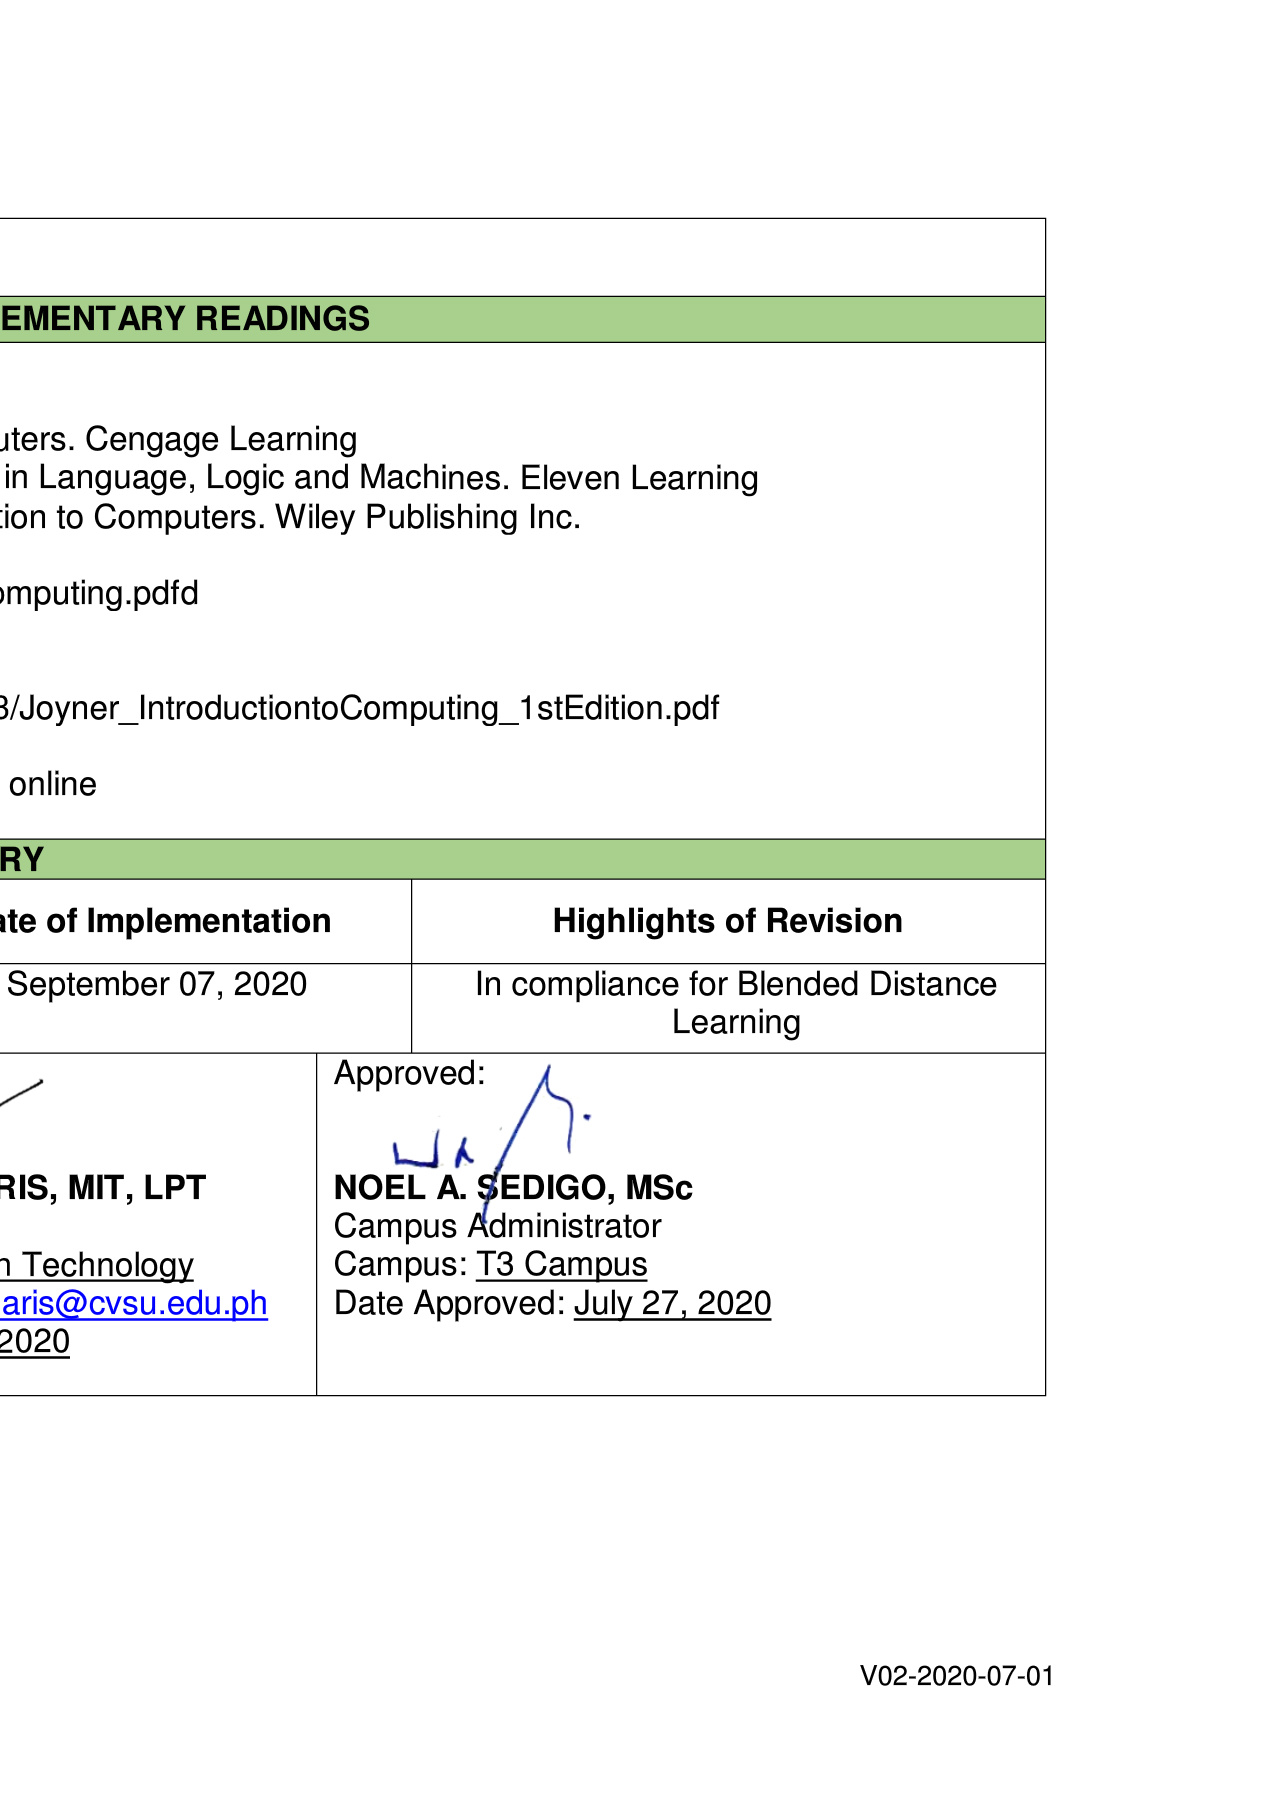 EMENTARY READINGS
uters. Cengage Learning
in Language, Logic and Machines. Eleven Learning
tion to Computers. Wiley Publishing Inc.
omputing.pdfd
3/Joyner_IntroductiontoComputing_1stEdition.pdf
online
RY
ate of Implementation
Highlights of Revision
September 07, 2020
In compliance for Blended Distance
Learning
RIS, MIT, LPT
n Technology
aris@cvsu.edu.ph
2020
Approved:
NOEL A. SEDIGO, MSc
Campus Administrator
Campus: T3 Campus
Date Approved: July 27, 2020
V02-2020-07-01